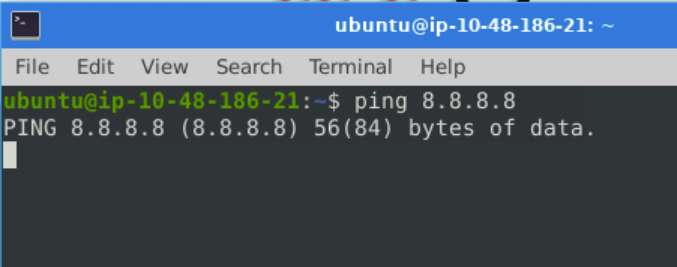 ubuntu@ip-10-48-186-21: ~
File Edit View Search Terminal Help
ubuntu@ip-10-48-186-21:~$ ping 8.8.8.8
PING 8.8.8.8 (8.8.8.8) 56(84) bytes of data.